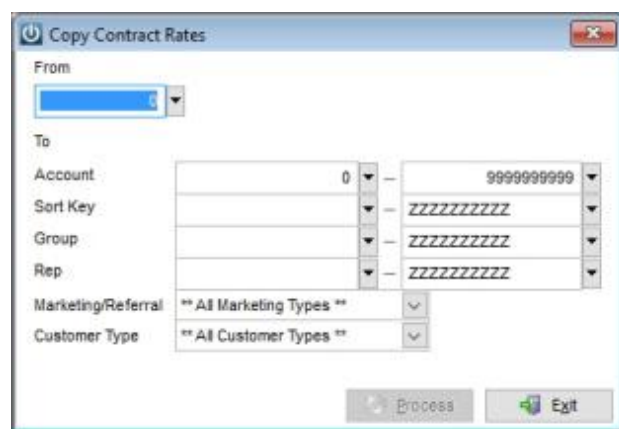 Copy Contract Rates
From
0
To
Account 0 – 9999999999
Sort Key – ZZZZZZZZZZ
Group – ZZZZZZZZZZ
Rep – ZZZZZZZZZZ
Marketing/Referral ** All Marketing Types **
Customer Type ** All Customer Types **
Process Exit